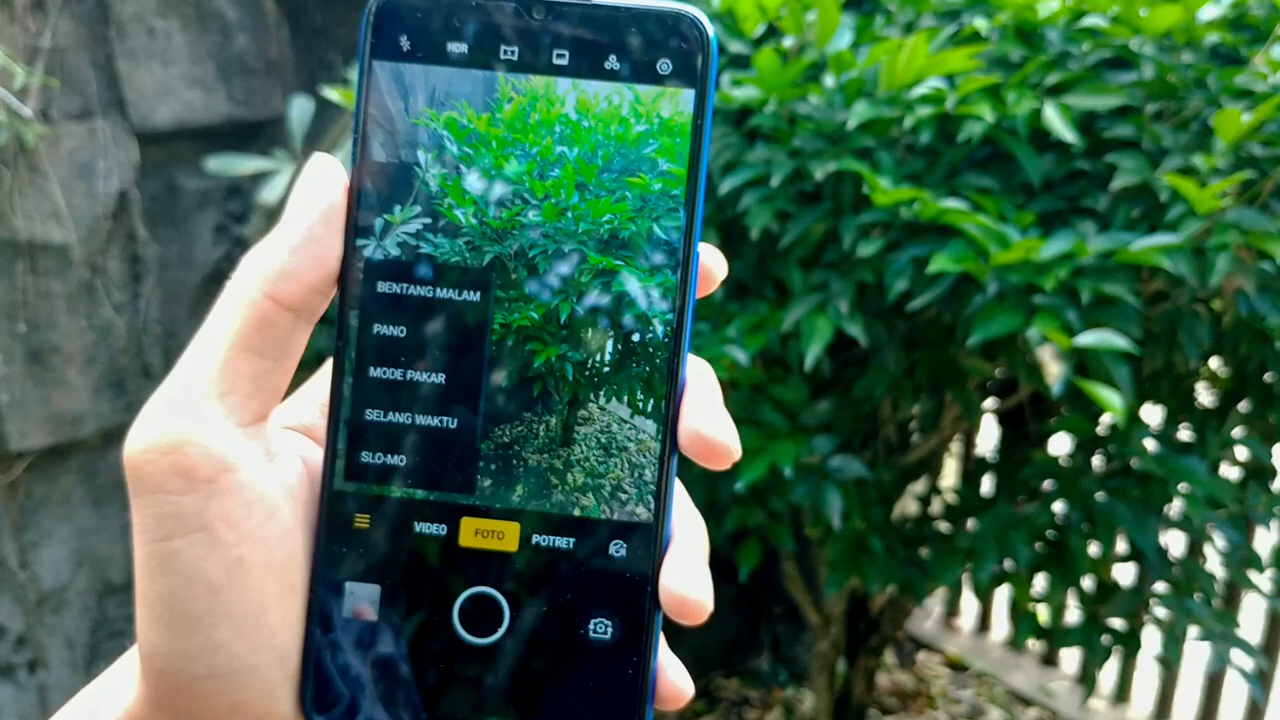 HDR
BENTANG MALAM
PANO
MODE PAKAR
SELANG WAKTU
SLO-MO
VIDEO FOTO POTRET